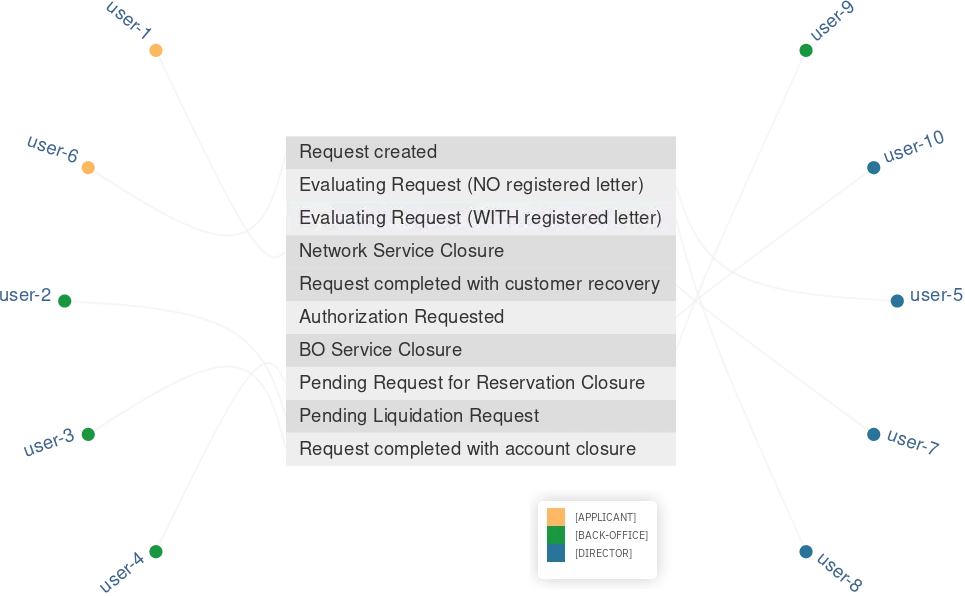 user-1
user-9
user-6
user-10
Request created
Evaluating Request (NO registered letter)
Evaluating Request (WITH registered letter)
Network Service Closure
Request completed with customer recovery
user-2
user-5
Authorization Requested
BO Service Closure
Pending Request for Reservation Closure
Pending Liquidation Request
user-3
user-7
Request completed with account closure
[APPLICANT]
[BACK-OFFICE]
[DIRECTOR]
user-4
user-8